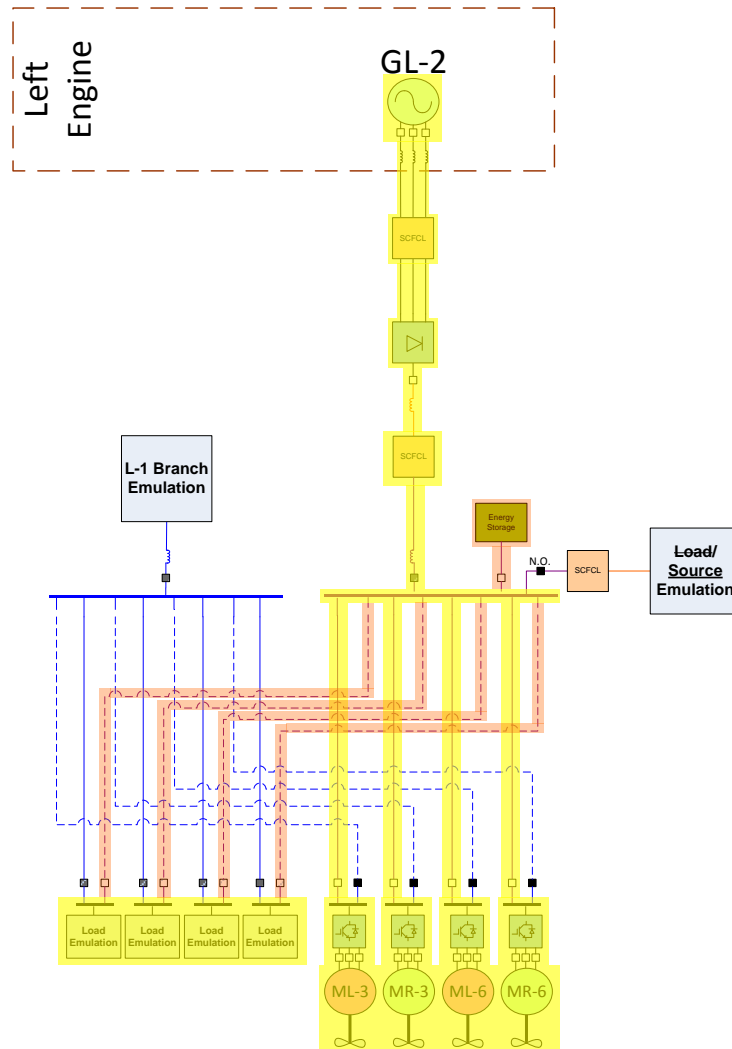 Left
Engine
GL-2
SCFCL
SCFCL
L-1 Branch
Emulation
Energy
Storage
N.O.
SCFCL
Load/
Source
Emulation
Load
Emulation
Load
Emulation
Load
Emulation
Load
Emulation
ML-3
MR-3
ML-6
MR-6